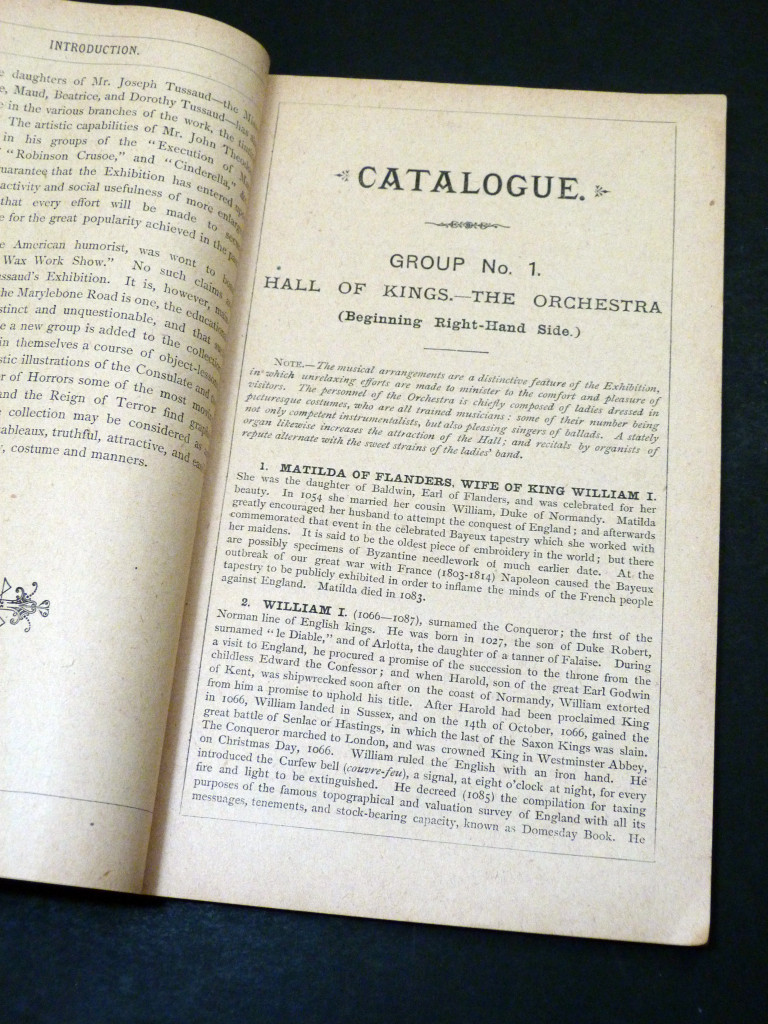 INTRODUCTION.
daughters of Mr. Joseph Tussaud—the
Maud, Beatrice, and Dorothy Tussaud—has
in the various branches of the work, the
The artistic capabilities of Mr. John
in his groups of the "Execution of
"Robinson Crusoe," and "Cinderella,"
that the Exhibition has entered
activity and social usefulness of more
that every effort will be made to
for the great popularity achieved in the
American humorist, was wont to
Wax Work Show." No such claims
Exhibition. It is, however,
the Marylebone Road is one, the
and unquestionable, and that
a new group is added to the
in themselves a course of
illustrations of the Consulate and
of Horrors some of the most
and the Reign of Terror find
collection may be considered as
truthful, attractive, and
costume and manners.
CATALOGUE.
GROUP No. 1.
HALL OF KINGS.—THE ORCHESTRA
(Beginning Right-Hand Side.)
NOTE.—The musical arrangements are a distinctive feature of the Exhibition,
in which unrelaxing efforts are made to minister to the comfort and pleasure of
visitors. The personnel of the Orchestra is chiefly composed of ladies dressed in
picturesque costumes, who are all trained musicians: some of their number being
not only competent instrumentalists, but also pleasing singers of ballads. A stately
organ likewise increases the attraction of the Hall; and recitals by organists of
repute alternate with the sweet strains of the ladies' band.
1. MATILDA OF FLANDERS, WIFE OF KING WILLIAM I.
She was the daughter of Baldwin, Earl of Flanders, and was celebrated for her
beauty. In 1054 she married her cousin William, Duke of Normandy. Matilda
greatly encouraged her husband to attempt the conquest of England; and afterwards
commemorated that event in the celebrated Bayeux tapestry which she worked with
her maidens. It is said to be the oldest piece of embroidery in the world; but there
are possibly specimens of Byzantine needlework of much earlier date. At the
outbreak of our great war with France (1803-1814) Napoleon caused the Bayeux
tapestry to be publicly exhibited in order to inflame the minds of the French people
against England. Matilda died in 1083.
2. WILLIAM I. (1066—1087), surnamed the Conqueror; the first of the
Norman line of English kings. He was born in 1027, the son of Duke Robert,
surnamed "le Diable," and of Arlotta, the daughter of a tanner of Falaise. During
a visit to England, he procured a promise of the succession to the throne from the
childless Edward the Confessor; and when Harold, son of the great Earl Godwin
of Kent, was shipwrecked soon after on the coast of Normandy, William extorted
from him a promise to uphold his title. After Harold had been proclaimed King
in 1066, William landed in Sussex, and on the 14th of October, 1066, gained the
great battle of Senlac or Hastings, in which the last of the Saxon Kings was slain.
The Conqueror marched to London, and was crowned King in Westminster Abbey,
on Christmas Day, 1066. William ruled the English with an iron hand. He
introduced the Curfew bell (couvre-feu), a signal, at eight o'clock at night, for every
fire and light to be extinguished. He decreed (1085) the compilation for taxing
purposes of the famous topographical and valuation survey of England with all its
messuages, tenements, and stock-bearing capacity, known as Domesday Book. He